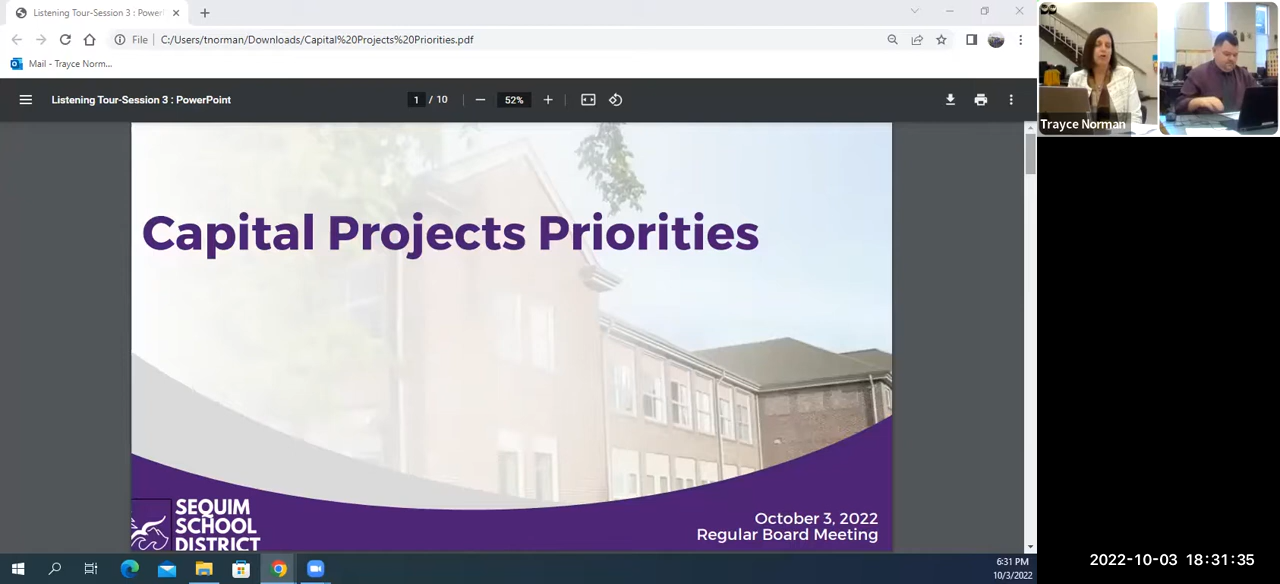 Listening Tour-Session 3 : Power
File
C:/Users/tnorman/Downloads/Capital%20Projects%20Priorities.pdf
Mail - Trayce Norm...
Listening Tour-Session 3 : PowerPoint
1 / 10
52%
Trayce Norman
Capital Projects Priorities
SEQUIM
SCHOOL
DISTRICT
October 3, 2022
Regular Board Meeting
6:31 PM
10/3/2022
2022-10-03 18:31:35